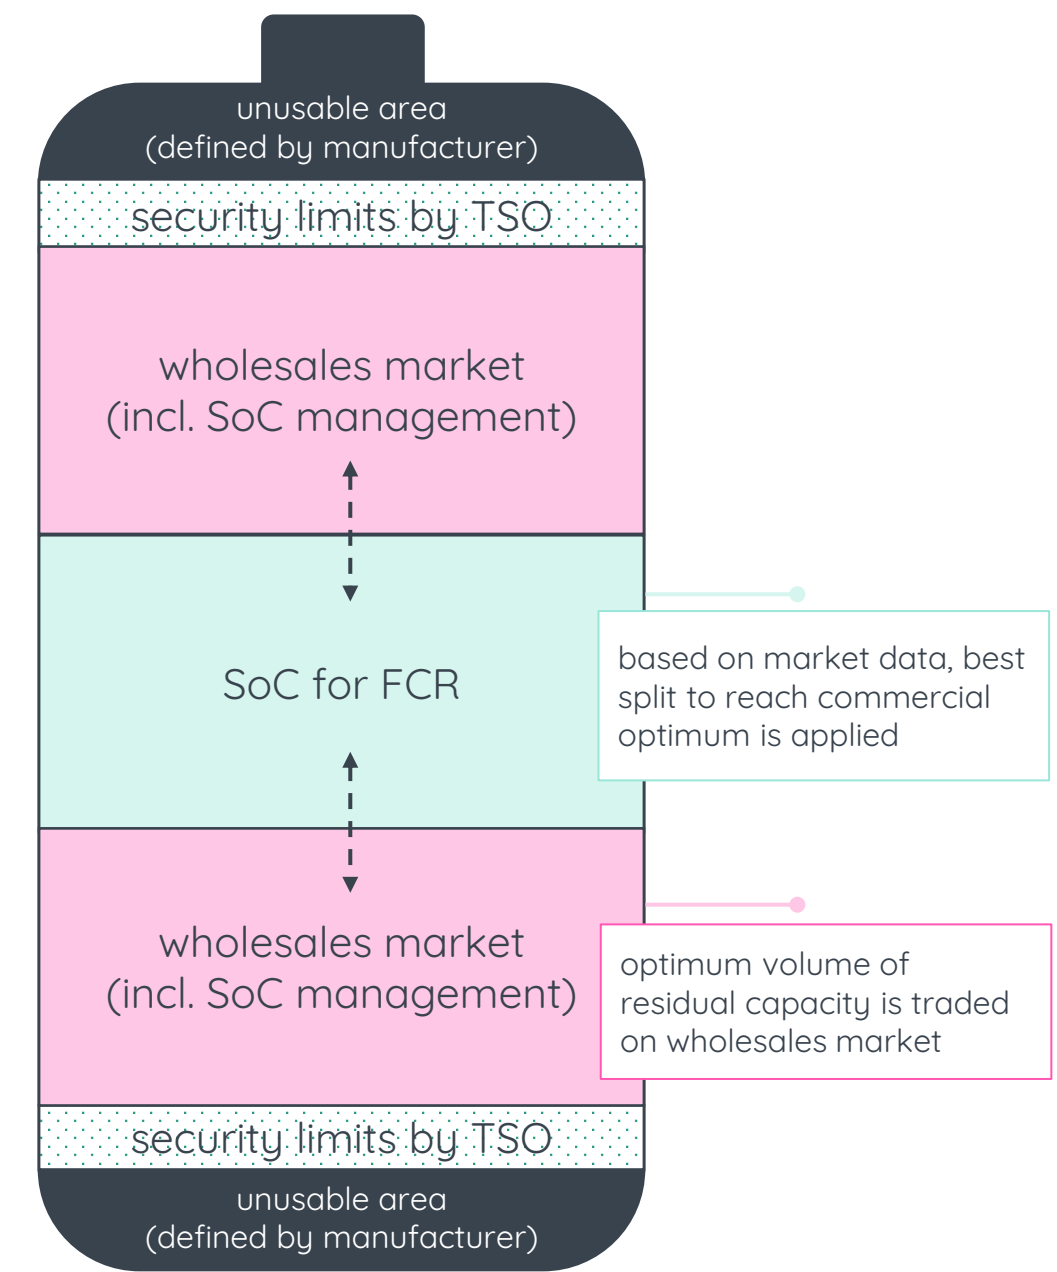 unusable area
(defined by manufacturer)
security limits by TSO
wholesales market
(incl. SoC management)
SoC for FCR
based on market data, best
split to reach commercial
optimum is applied
wholesales market
(incl. SoC management)
optimum volume of
residual capacity is traded
on wholesales market
security limits by TSO
unusable area
(defined by manufacturer)